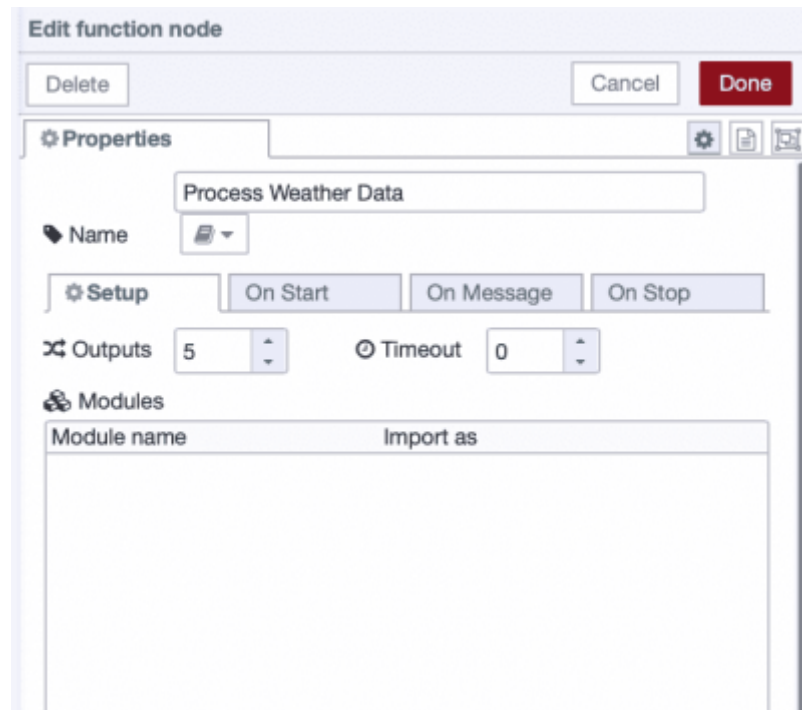 Edit function node
Delete Cancel Done
Properties
Process Weather Data
Name
Setup On Start On Message On Stop
Outputs 5 Timeout 0
Modules
Module name Import as